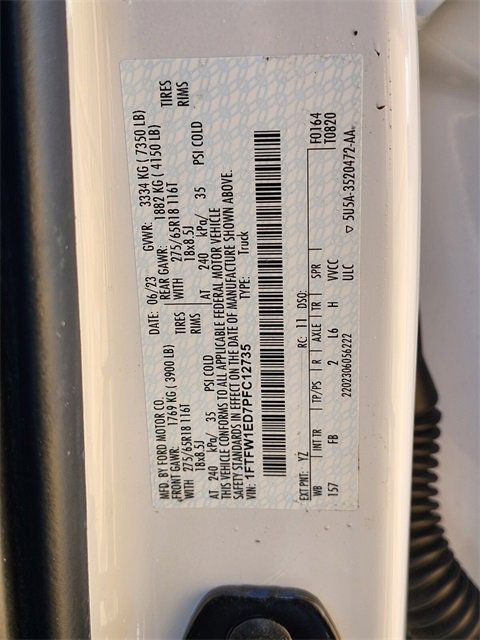 MFD. BY FORD MOTOR CO.
DATE: 06/23 GVWR: 3334 KG ( 7350 LB)
FRONT GAWR: 1769 KG ( 3900 LB) REAR GAWR: 1882 KG ( 4150 LB)
WITH 275/65R18 116T TIRES WITH 275/65R18 116T TIRES
18x8.5J RIMS 18x8.5J RIMS
AT 240 kPa/ 35 PSI COLD AT 240 kPa/ 35 PSI COLD
THIS VEHICLE CONFORMS TO ALL APPLICABLE FEDERAL MOTOR VEHICLE
SAFETY STANDARDS IN EFFECT ON THE DATE OF MANUFACTURE SHOWN ABOVE.
VIN: 1FTFW1ED7PFC12735 TYPE: Truck
F0164
T0820
EXT PNT: YZ RC: 11 DSO:
WB INT TR TP/PS R AXLE TR SPR
157 FB 2 L6 H VVCC
2202306056222 ULC
▽ 5U5A-3520472-AA